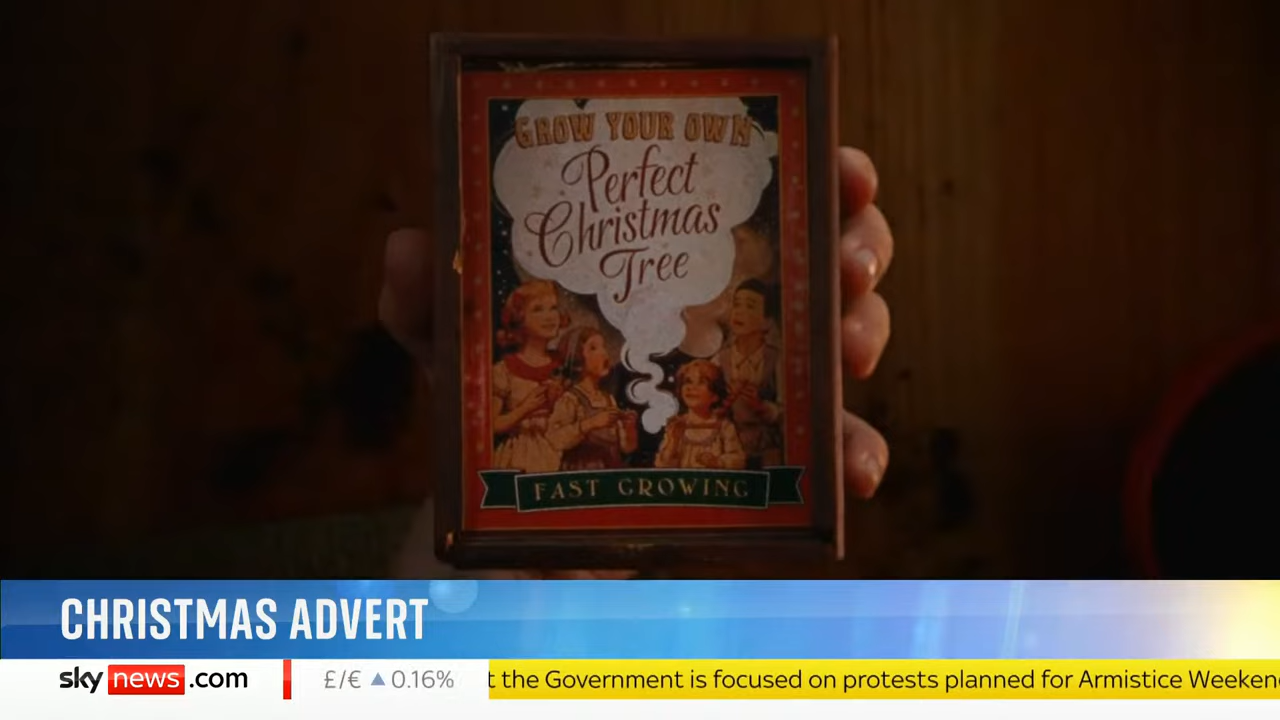 GROW YOUR OWN
Perfect
Christmas
Tree
FAST GROWING
CHRISTMAS ADVERT
sky news.com
£/€ ▲ 0.16%
t the Government is focused on protests planned for Armistice Weeken